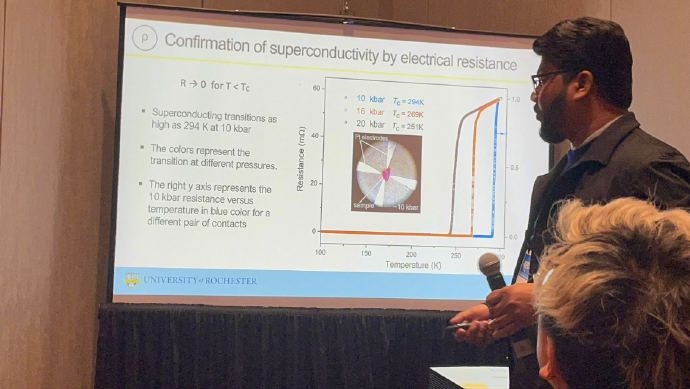 ρ
Confirmation of superconductivity by electrical resistance
R → 0 for T < Tc
▪ Superconducting transitions as
high as 294 K at 10 kbar
▪ The colors represent the
transition at different pressures.
▪ The right y axis represents the
10 kbar resistance versus
temperature in blue color for a
different pair of contacts
Resistance (mΩ)
60
40
20
0
10 kbar Tc = 294K
16 kbar Tc = 269K
20 kbar Tc = 251K
Pt electrodes
sample
~10 kbar
1.0
0.5
0.0
100
150
200
250
Temperature (K)
UNIVERSITY of ROCHESTER